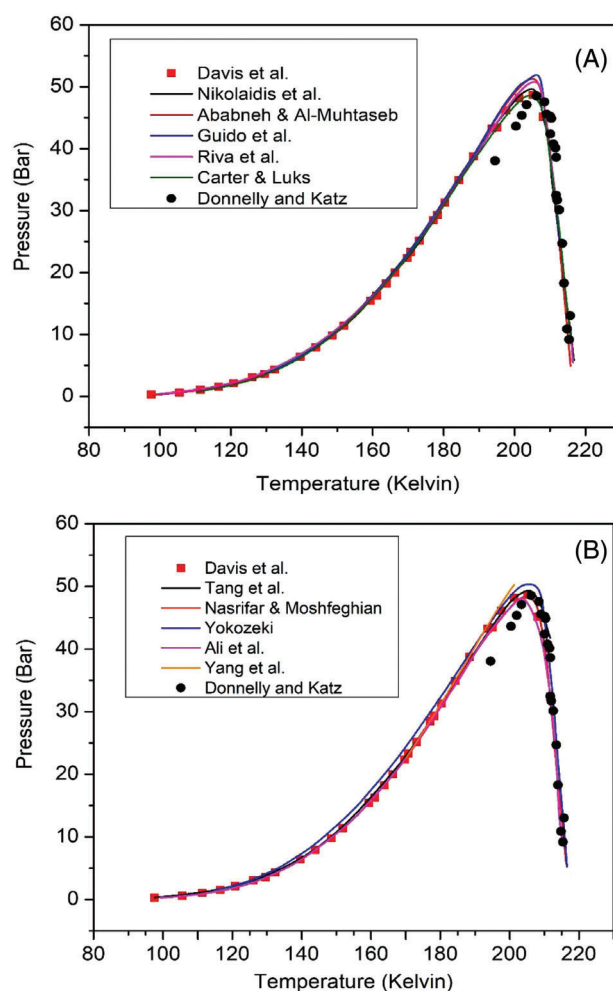 (A)
Pressure (Bar)
60
50
40
30
20
10
0
Davis et al.
Nikolaidis et al.
Ababneh & Al-Muhtaseb
Guido et al.
Riva et al.
Carter & Luks
Donnelly and Katz
80 100 120 140 160 180 200 220
Temperature (Kelvin)
(B)
Pressure (Bar)
60
50
40
30
20
10
0
Davis et al.
Tang et al.
Nasrifar & Moshfeghian
Yokozeki
Ali et al.
Yang et al.
Donnelly and Katz
80 100 120 140 160 180 200 220
Temperature (Kelvin)